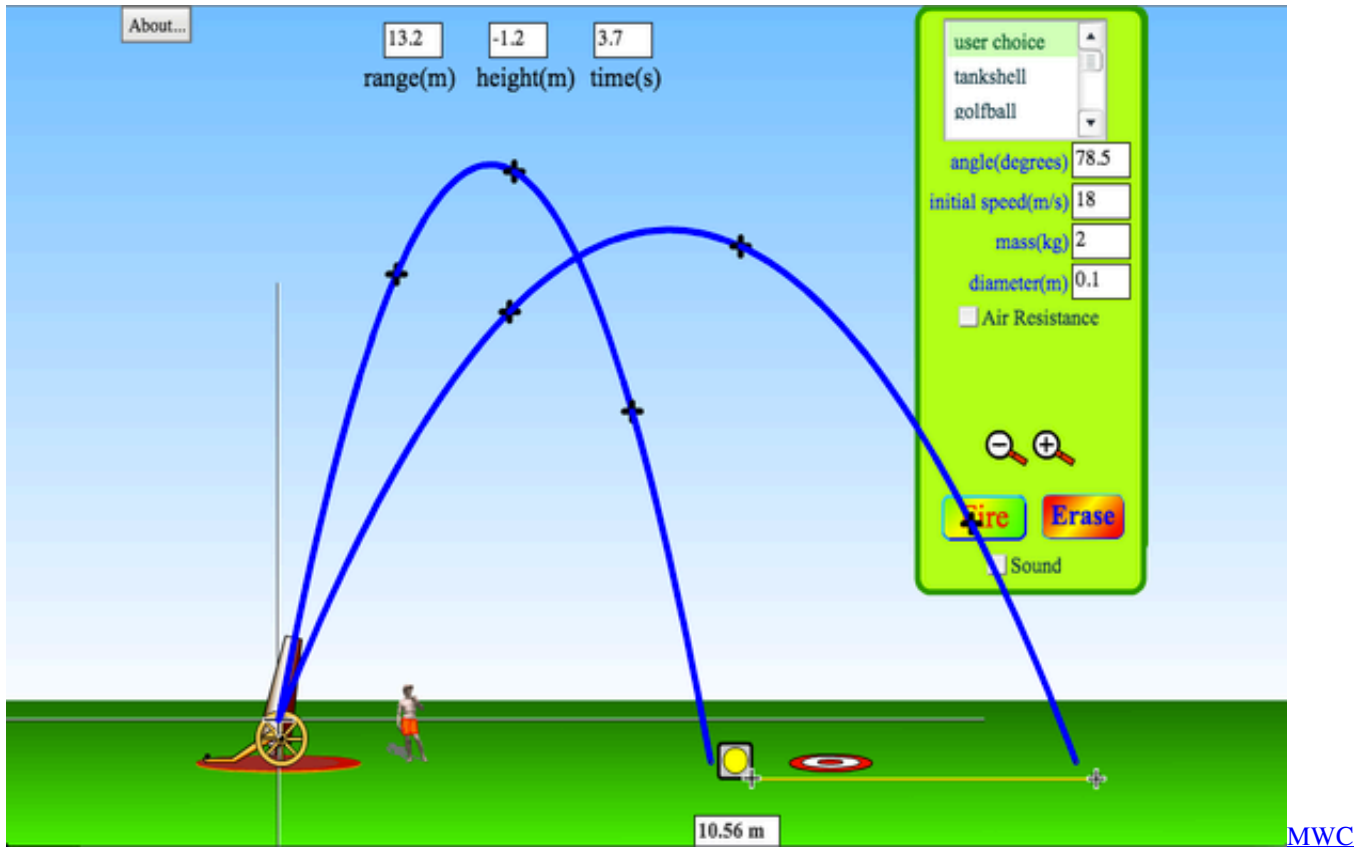 About...
13.2
-1.2
3.7
range(m)
height(m)
time(s)
user choice
tankshell
golfball
angle(degrees) 78.5
initial speed(m/s) 18
mass(kg) 2
diameter(m) 0.1
Air Resistance
Fire
Erase
Sound
10.56 m
MWC